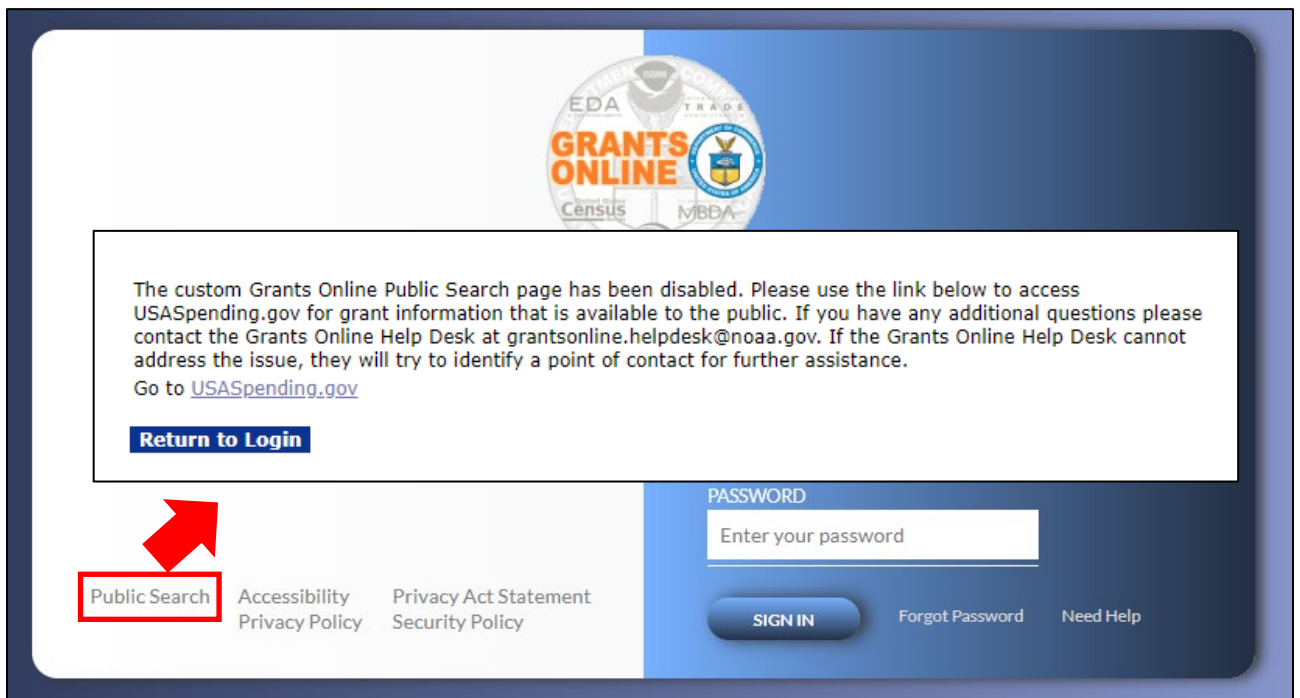 EDA
NOAA
TRADE
GRANTS
ONLINE
Census
MBDA
The custom Grants Online Public Search page has been disabled. Please use the link below to access
USASpending.gov for grant information that is available to the public. If you have any additional questions please
contact the Grants Online Help Desk at grantsonline.helpdesk@noaa.gov. If the Grants Online Help Desk cannot
address the issue, they will try to identify a point of contact for further assistance.
Go to USASpending.gov
Return to Login
PASSWORD
Enter your password
Public Search Accessibility Privacy Act Statement
Privacy Policy Security Policy
SIGN IN Forgot Password Need Help